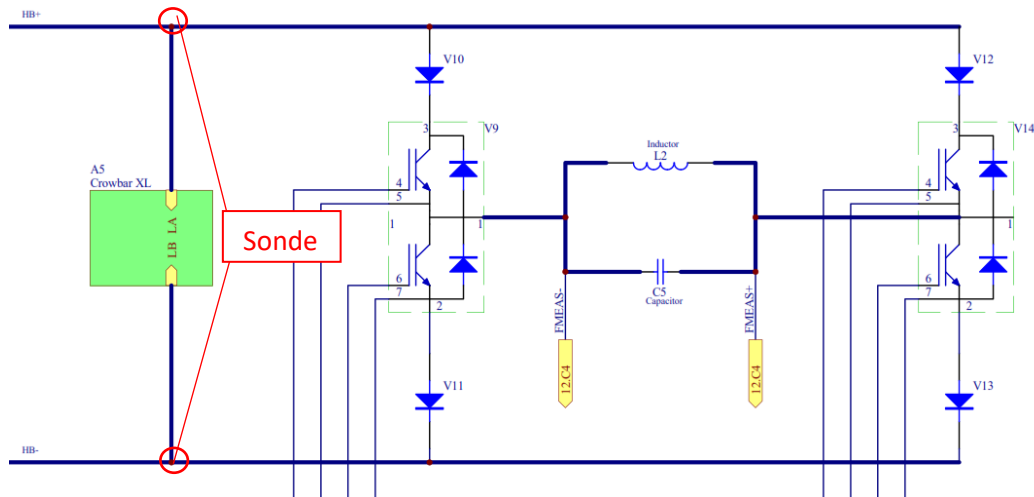 HB+
V10
V12
3
V9
3
V14
Inductor
L2
A5
Crowbar XL
4
5
4
5
LB LA
Sonde
1
1
1
6
7
2
C5
Capacitor
6
7
2
FMEAS-
FMEAS+
12.C4
12.C4
V11
V13
HB-